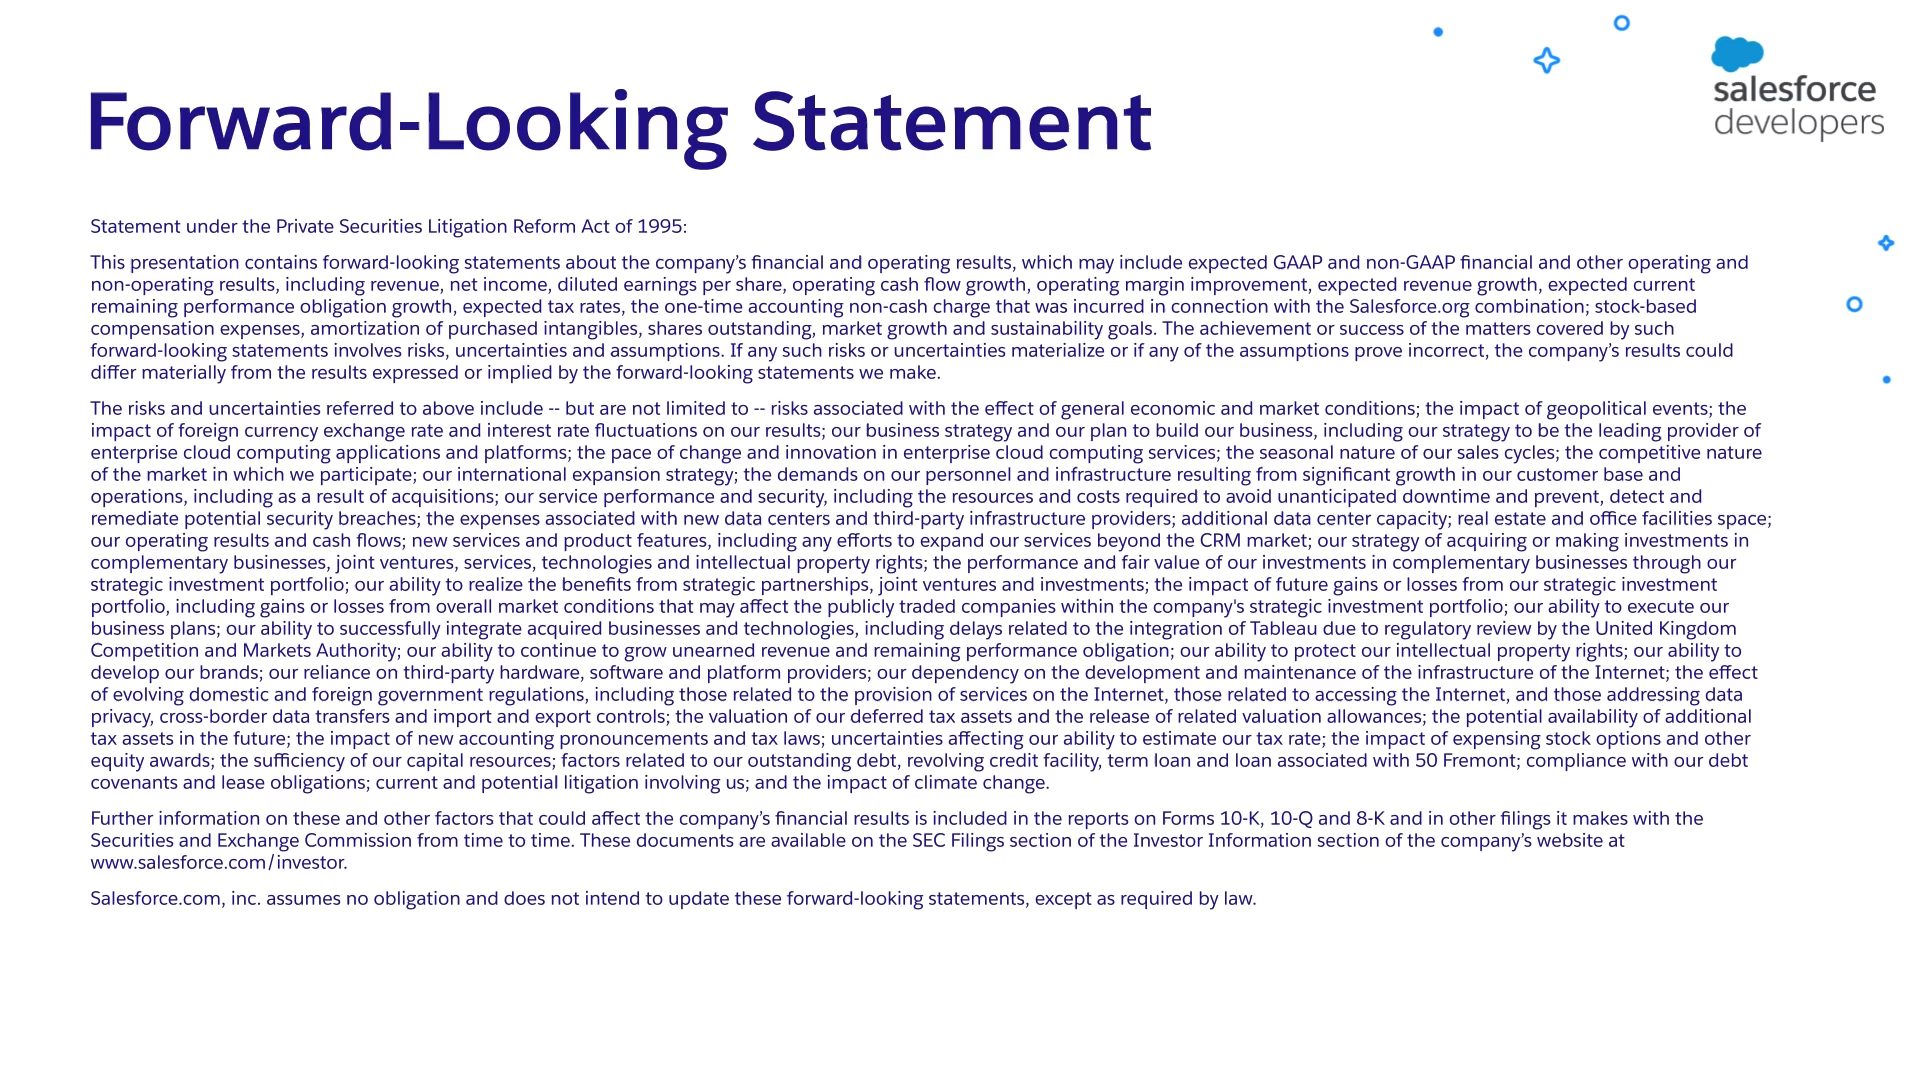 Forward-Looking Statement
salesforce
developers
Statement under the Private Securities Litigation Reform Act of 1995:
This presentation contains forward-looking statements about the company’s financial and operating results, which may include expected GAAP and non-GAAP financial and other operating and
non-operating results, including revenue, net income, diluted earnings per share, operating cash flow growth, operating margin improvement, expected revenue growth, expected current
remaining performance obligation growth, expected tax rates, the one-time accounting non-cash charge that was incurred in connection with the Salesforce.org combination; stock-based
compensation expenses, amortization of purchased intangibles, shares outstanding, market growth and sustainability goals. The achievement or success of the matters covered by such
forward-looking statements involves risks, uncertainties and assumptions. If any such risks or uncertainties materialize or if any of the assumptions prove incorrect, the company’s results could
differ materially from the results expressed or implied by the forward-looking statements we make.
The risks and uncertainties referred to above include -- but are not limited to -- risks associated with the effect of general economic and market conditions; the impact of geopolitical events; the
impact of foreign currency exchange rate and interest rate fluctuations on our results; our business strategy and our plan to build our business, including our strategy to be the leading provider of
enterprise cloud computing applications and platforms; the pace of change and innovation in enterprise cloud computing services; the seasonal nature of our sales cycles; the competitive nature
of the market in which we participate; our international expansion strategy; the demands on our personnel and infrastructure resulting from significant growth in our customer base and
operations, including as a result of acquisitions; our service performance and security, including the resources and costs required to avoid unanticipated downtime and prevent, detect and
remediate potential security breaches; the expenses associated with new data centers and third-party infrastructure providers; additional data center capacity; real estate and office facilities space;
our operating results and cash flows; new services and product features, including any efforts to expand our services beyond the CRM market; our strategy of acquiring or making investments in
complementary businesses, joint ventures, services, technologies and intellectual property rights; the performance and fair value of our investments in complementary businesses through our
strategic investment portfolio; our ability to realize the benefits from strategic partnerships, joint ventures and investments; the impact of future gains or losses from our strategic investment
portfolio, including gains or losses from overall market conditions that may affect the publicly traded companies within the company's strategic investment portfolio; our ability to execute our
business plans; our ability to successfully integrate acquired businesses and technologies, including delays related to the integration of Tableau due to regulatory review by the United Kingdom
Competition and Markets Authority; our ability to continue to grow unearned revenue and remaining performance obligation; our ability to protect our intellectual property rights; our ability to
develop our brands; our reliance on third-party hardware, software and platform providers; our dependency on the development and maintenance of the infrastructure of the Internet; the effect
of evolving domestic and foreign government regulations, including those related to the provision of services on the Internet, those related to accessing the Internet, and those addressing data
privacy, cross-border data transfers and import and export controls; the valuation of our deferred tax assets and the release of related valuation allowances; the potential availability of additional
tax assets in the future; the impact of new accounting pronouncements and tax laws; uncertainties affecting our ability to estimate our tax rate; the impact of expensing stock options and other
equity awards; the sufficiency of our capital resources; factors related to our outstanding debt, revolving credit facility, term loan and loan associated with 50 Fremont; compliance with our debt
covenants and lease obligations; current and potential litigation involving us; and the impact of climate change.
Further information on these and other factors that could affect the company’s financial results is included in the reports on Forms 10-K, 10-Q and 8-K and in other filings it makes with the
Securities and Exchange Commission from time to time. These documents are available on the SEC Filings section of the Investor Information section of the company’s website at
www.salesforce.com/investor.
Salesforce.com, inc. assumes no obligation and does not intend to update these forward-looking statements, except as required by law.